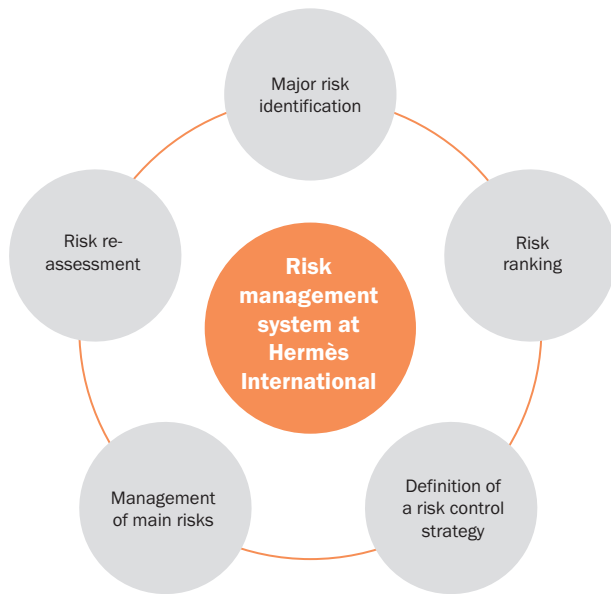 Major risk
identification
Risk
ranking
Definition of
a risk control
strategy
Management
of main risks
Risk re-
assessment
Risk
management
system at
Hermès
International